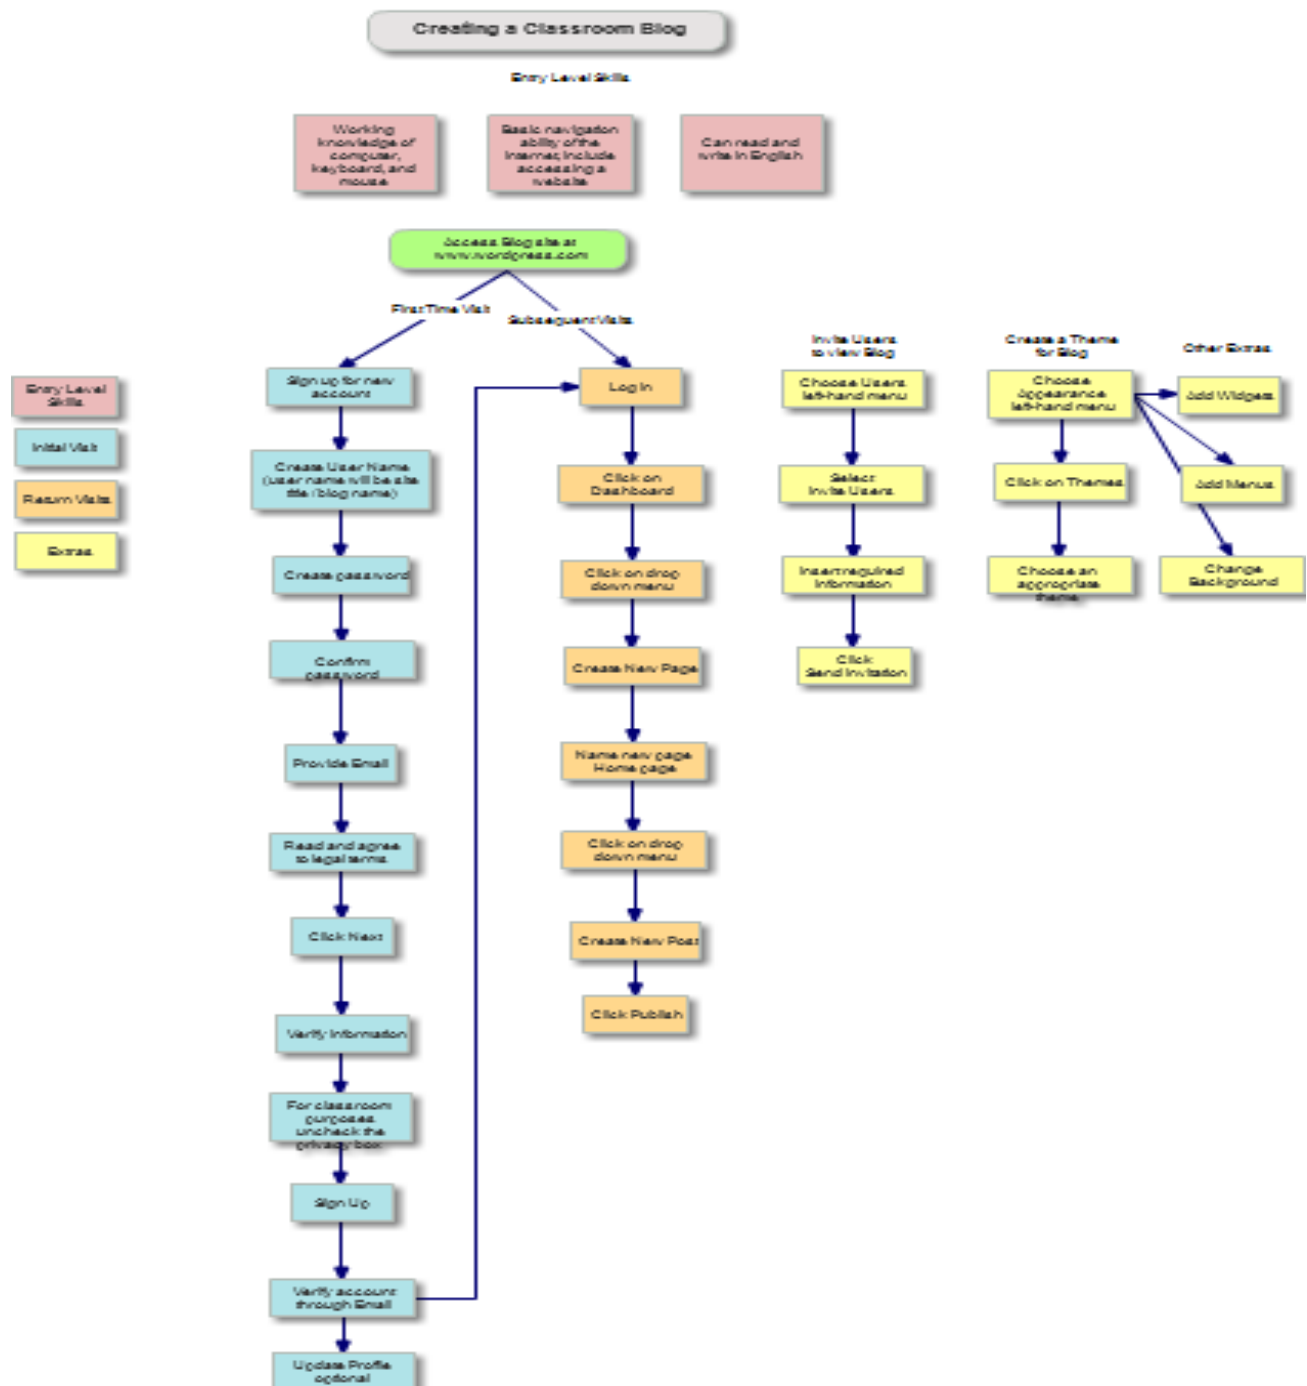 Creating a Classroom Blog
Entry Level Skills
Working
knowledge of
computer,
keyboard, and
mouse
Basic navigation
ability of the
Internet, include
accessing a
website
Can read and
write in English
Access Blog site at
www.wordpress.com
First Time Visit
Subsequent Visits
Entry Level
Skills
Initial Visit
Return Visits
Extras
Sign up for new
account
Create User Name
(user name will be site
title / blog name)
Create password
Confirm
password
Provide Email
Read and agree
to legal terms
Click Next
Verify Information
For classroom
purposes
uncheck the
privacy box
Sign Up
Verify account
through Email
Update Profile
optional
Log In
Click on
Dashboard
Click on drop
down menu
Create New Page
Name new page
Home page
Click on drop
down menu
Create New Post
Click Publish
Invite Users
to view Blog
Choose Users
left-hand menu
Select
Invite Users
Insert required
Information
Click
Send Invitation
Create a Theme
for Blog
Choose
Appearance
left-hand menu
Click on Themes
Choose an
appropriate
theme
Other Extras
Add Widgets
Add Menus
Change
Background